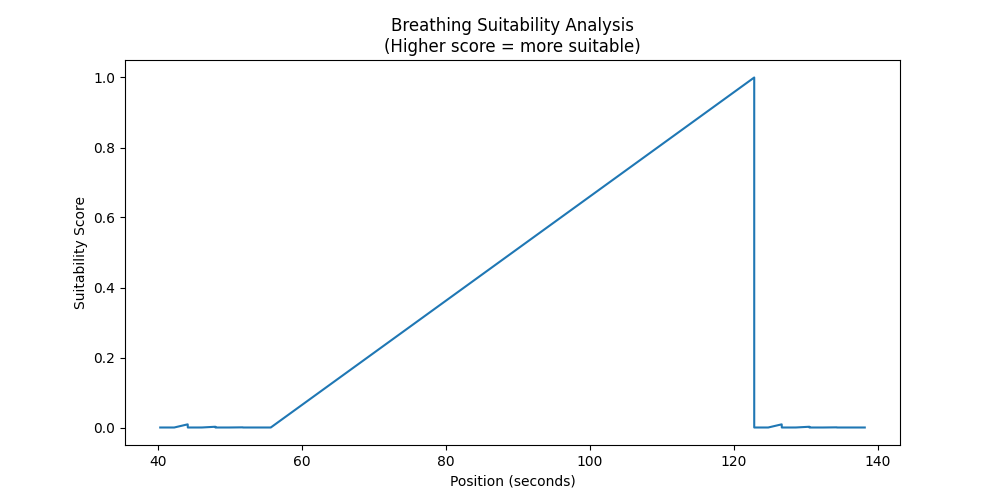 Breathing Suitability Analysis
(Higher score = more suitable)
Suitability Score
1.0
0.8
0.6
0.4
0.2
0.0
40 60 80 100 120 140
Position (seconds)